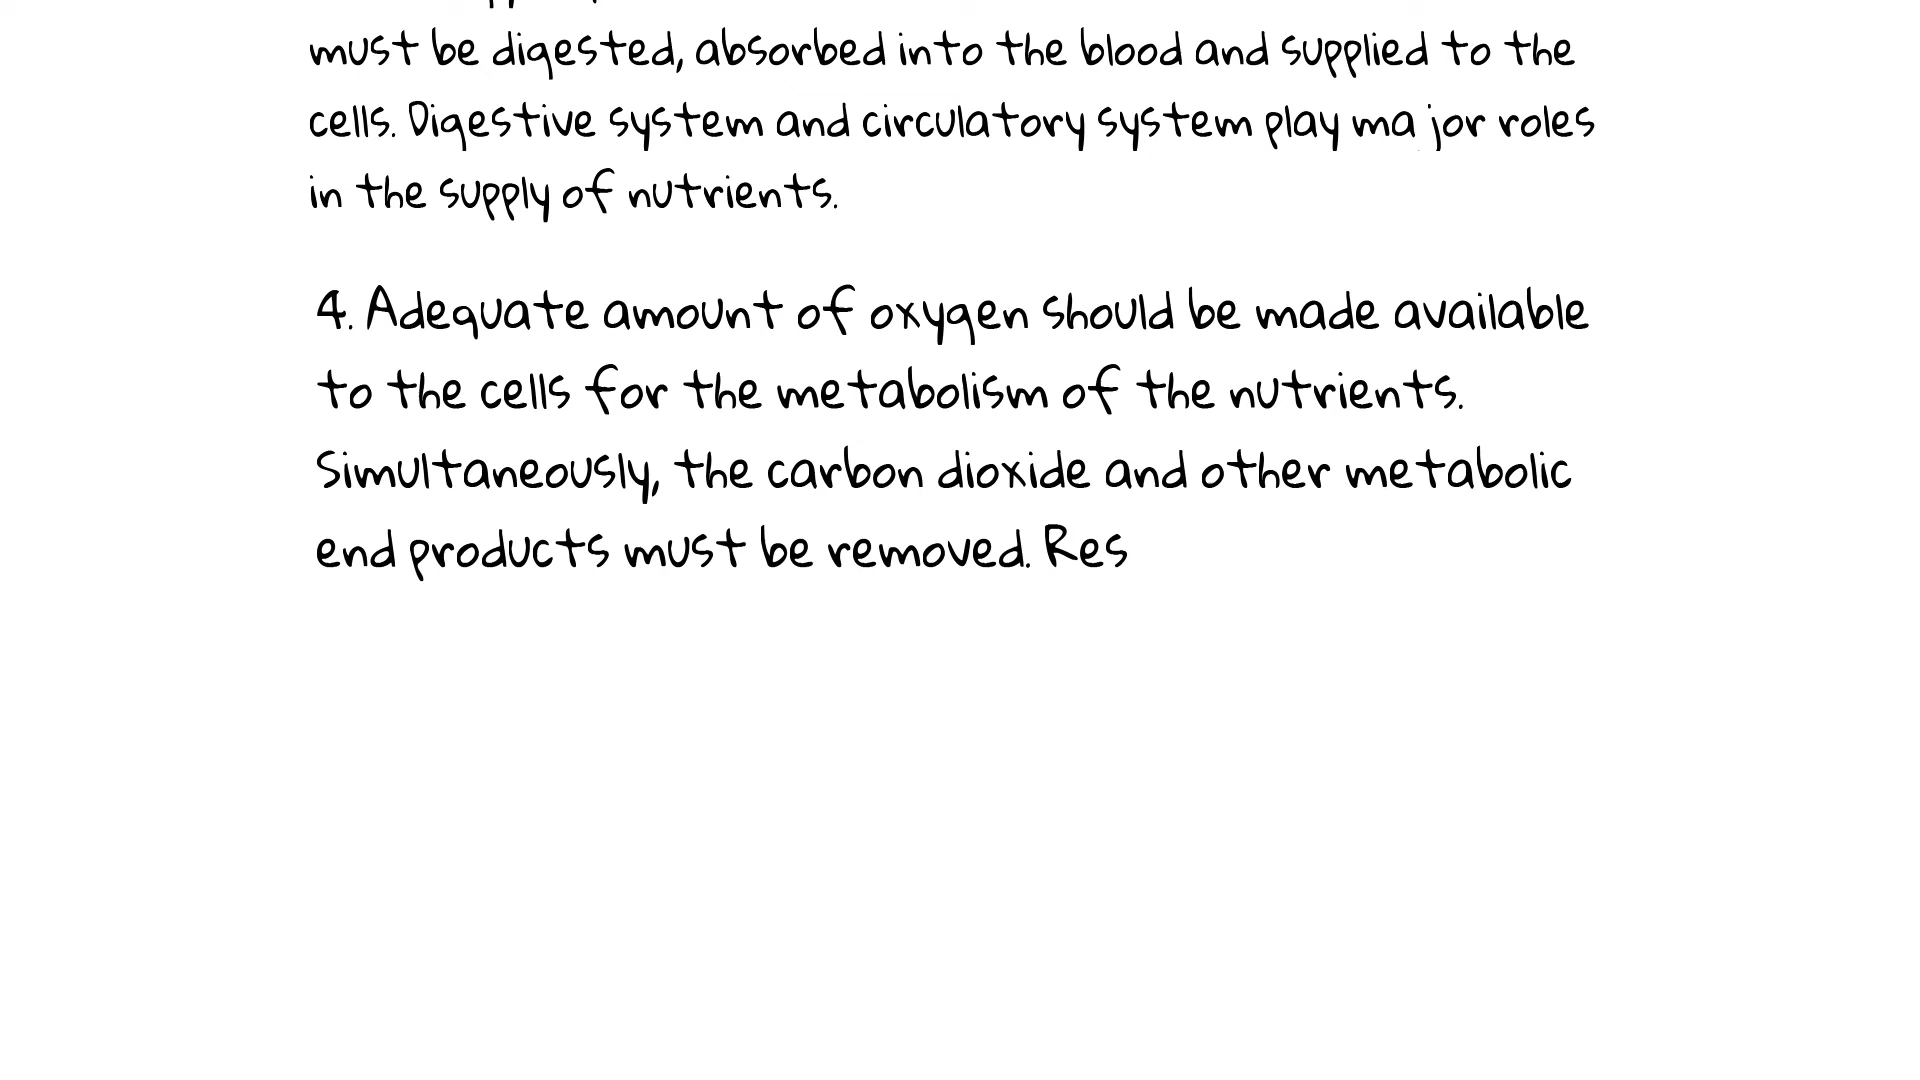 must be digested, absorbed into the blood and supplied to the
cells. Digestive system and circulatory system play major roles
in the supply of nutrients.
4. Adequate amount of oxygen should be made available
to the cells for the metabolism of the nutrients.
Simultaneously, the carbon dioxide and other metabolic
end products must be removed. Res